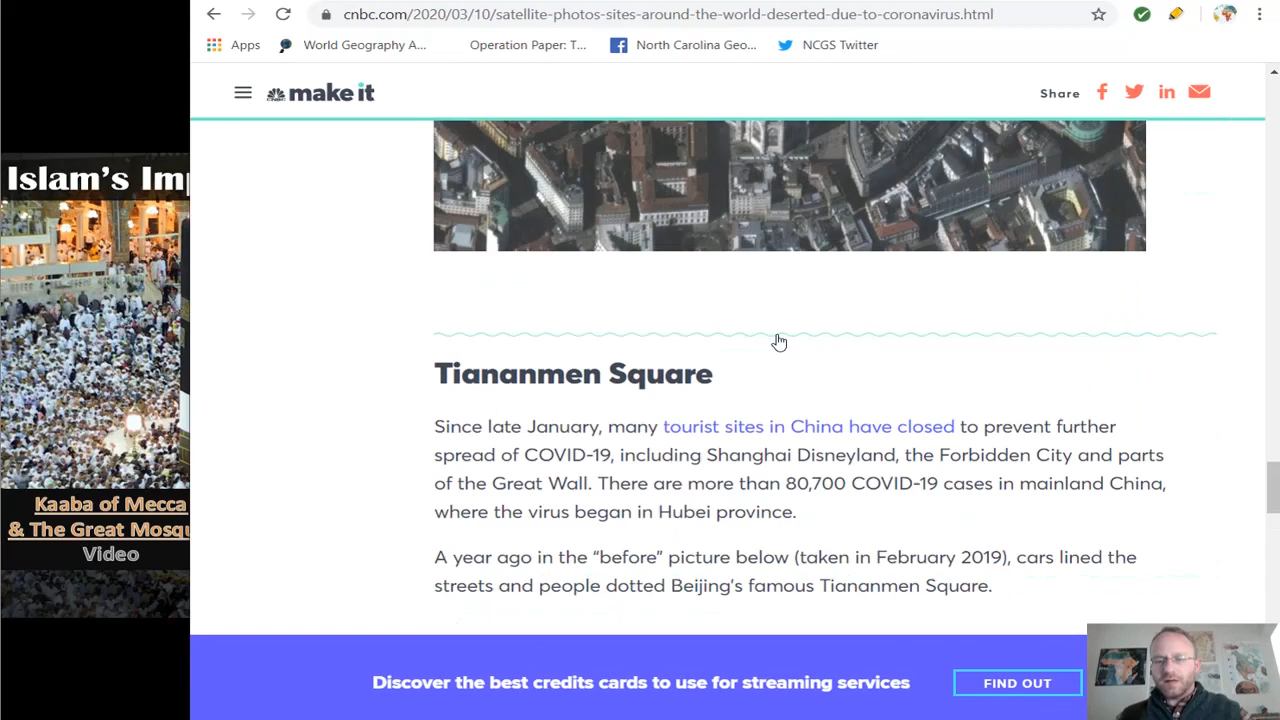 cnbc.com/2020/03/10/satellite-photos-sites-around-the-world-deserted-due-to-coronavirus.html
Apps World Geography A... Operation Paper: T... North Carolina Geo... NCGS Twitter
make it Share
Islam's Im
Kaaba of Mecca
& The Great Mosqu
Video
Tiananmen Square
Since late January, many tourist sites in China have closed to prevent further
spread of COVID-19, including Shanghai Disneyland, the Forbidden City and parts
of the Great Wall. There are more than 80,700 COVID-19 cases in mainland China,
where the virus began in Hubei province.
A year ago in the “before” picture below (taken in February 2019), cars lined the
streets and people dotted Beijing’s famous Tiananmen Square.
Discover the best credits cards to use for streaming services FIND OUT